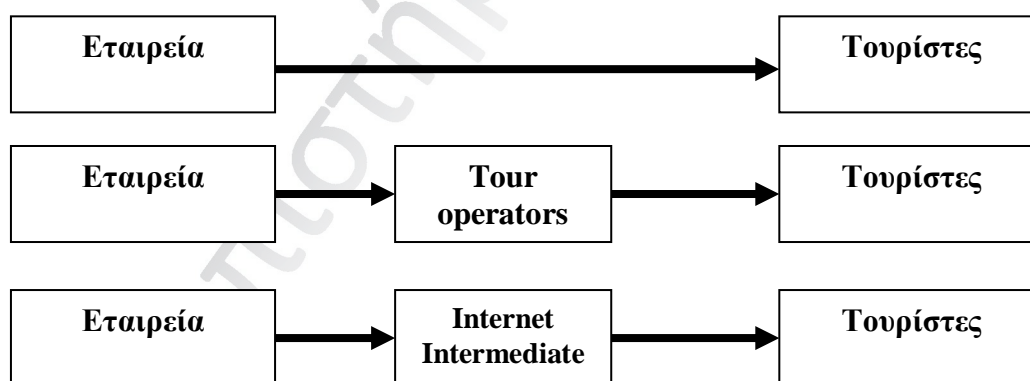 Εταιρεία
Τουρίστες
Εταιρεία
Tour
operators
Τουρίστες
Εταιρεία
Internet
Intermediate
Τουρίστες